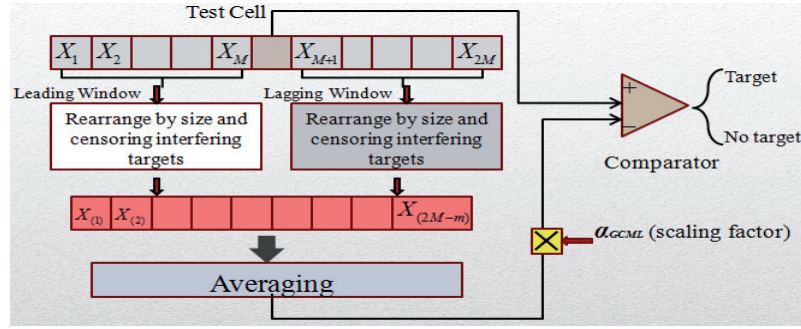 Test Cell
X1 X2 XM XM+1 X2M
Leading Window
Lagging Window
Rearrange by size and
censoring interfering
targets
Rearrange by size and
censoring interfering
targets
+
−
Target
No target
Comparator
X(1) X(2) X(2M−m)
αGCML (scaling factor)
Averaging